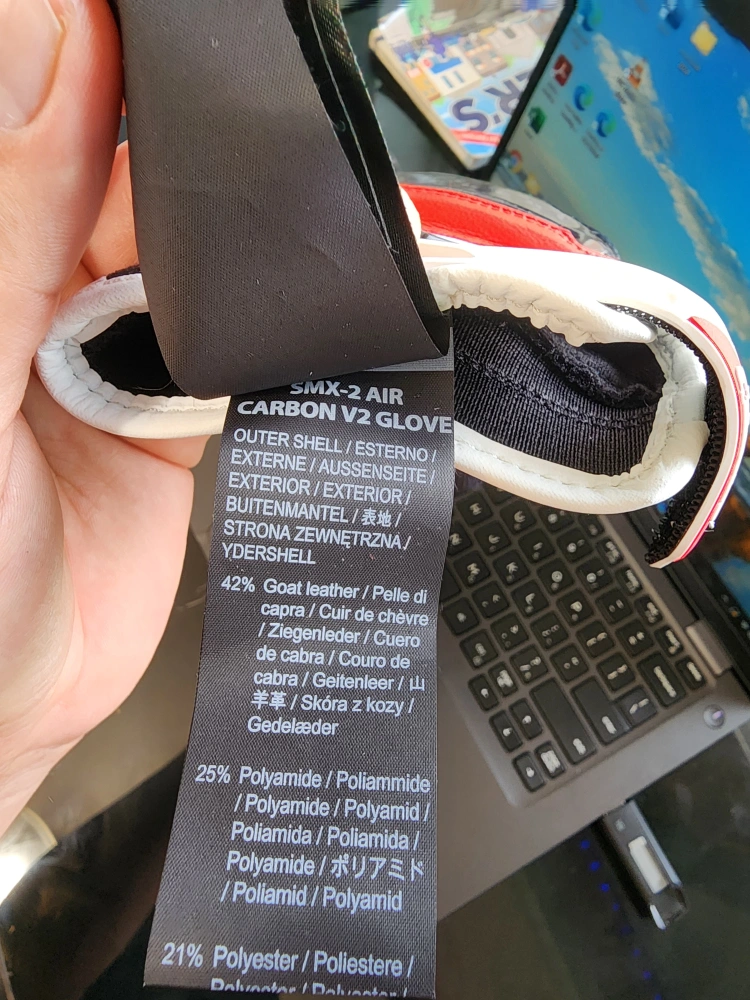 SMX-2 AIR
CARBON V2 GLOVE
OUTER SHELL / ESTERNO /
EXTERNE / AUSSENSEITE /
EXTERIOR / EXTERIOR /
BUITENMANTEL / 表地 /
STRONA ZEWNĘTRZNA /
YDERSHELL
42% Goat leather / Pelle di
capra / Cuir de chèvre
/ Ziegenleder / Cuero
de cabra / Couro de
cabra / Geitenleer / 山
羊革 / Skóra z kozy /
Gedelæder
25% Polyamide / Poliammide
/ Polyamide / Polyamid /
Poliamida / Poliamida /
Polyamide / ポリアミド
/ Poliamid / Polyamid
21% Polyester / Poliestere /
Polyester / Polyester /
ER'S